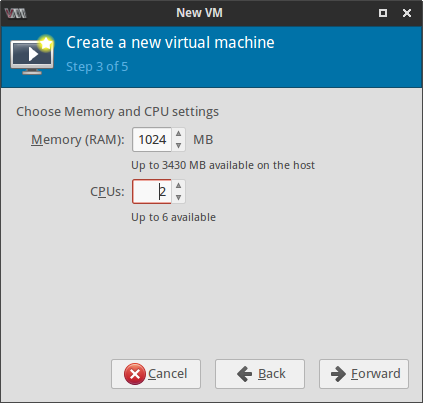 New VM
Create a new virtual machine
Step 3 of 5
Choose Memory and CPU settings
Memory (RAM): 1024 MB
Up to 3430 MB available on the host
CPUs: 2
Up to 6 available
Cancel Back Forward